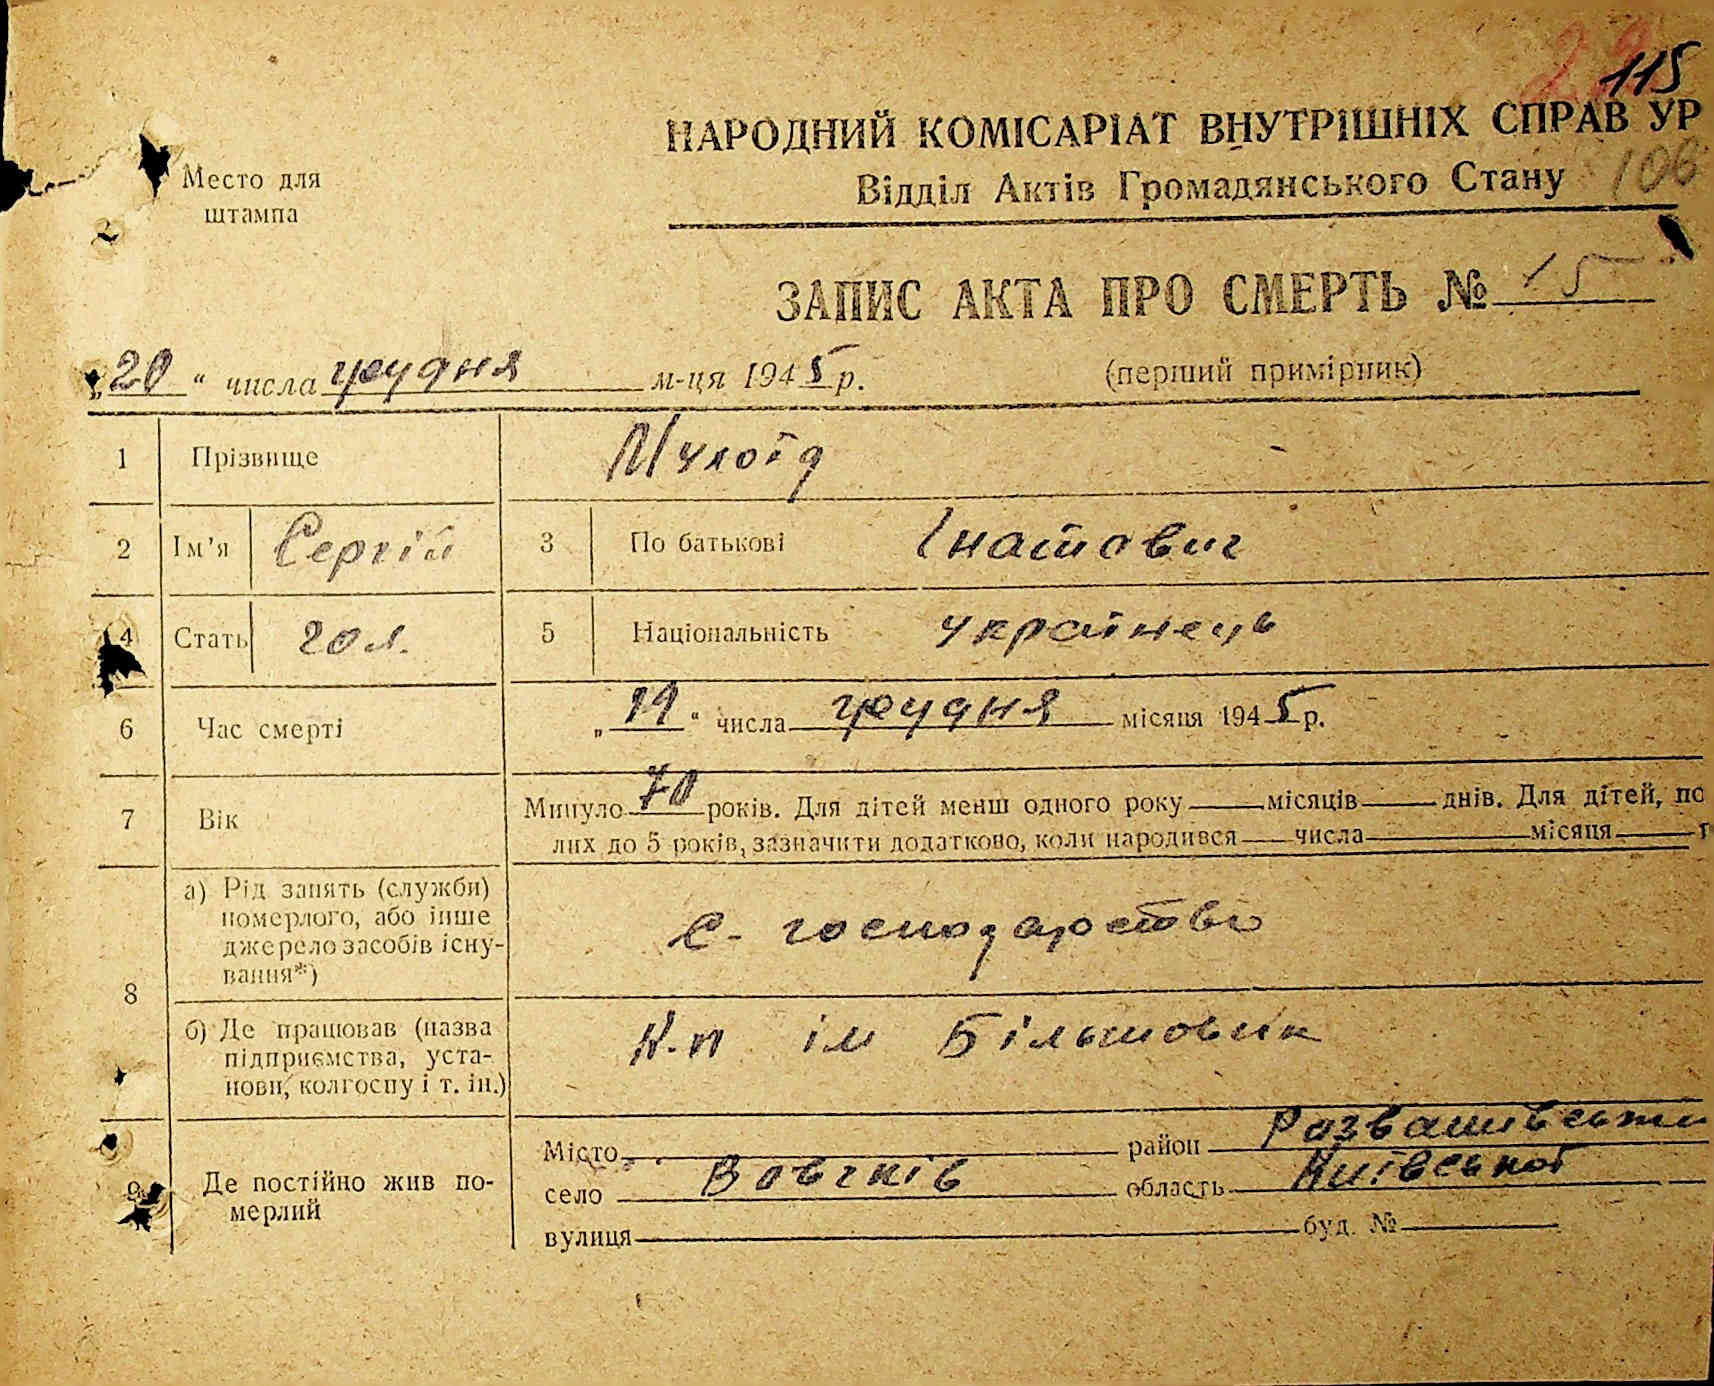 22
115
НАРОДНИЙ КОМІСАРІАТ ВНУТРІШНІХ СПРАВ УР
106
Відділ Актів Громадянського Стану
Место для
штампа
ЗАПИС АКТА ПРО СМЕРТЬ № 15
„20“ числа грудня м-ця 1945 р. (перший примірник)
1 Прізвище Мухоїд
2 Ім’я Сергій 3 По батькові Ігнатович
4 Стать чол. 5 Національність українець
6 Час смерті „19“ числа грудня місяця 1945 р.
7 Вік Минуло 70 років. Для дітей менш одного року місяців днів. Для дітей, по
лих до 5 років, зазначити додатково, коли народився числа місяця
8 а) Рід занять (служби)
померлого, або інше
джерело засобів існу-
вання*)
С. господарство
б) Де працював (назва
підприємства, уста-
нови, колгоспу і т. ін.)
К-п ім Більшовик
9 Де постійно жив по-
мерлий
Місто район
село Вовчків область Київської
вулиця буд. №